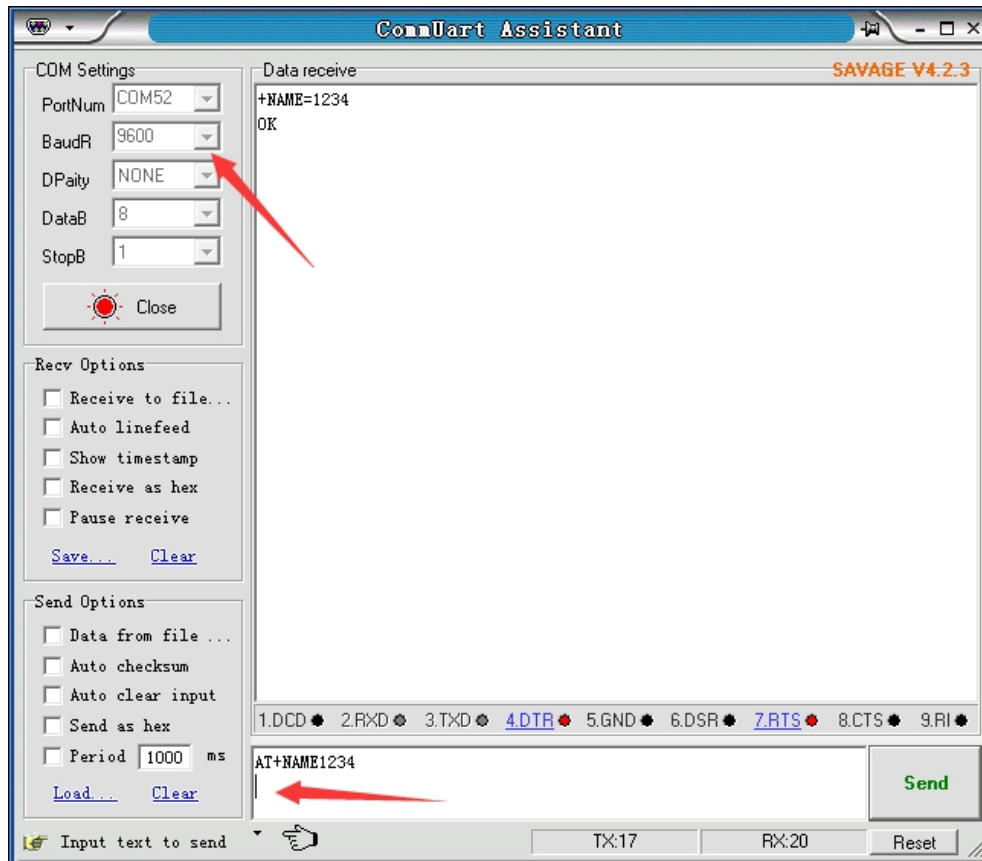 CommUart Assistant
COM Settings
PortNum COM52
BaudR 9600
DPaity NONE
DataB 8
StopB 1
Close
Recv Options
Receive to file...
Auto linefeed
Show timestamp
Receive as hex
Pause receive
Save... Clear
Send Options
Data from file ...
Auto checksum
Auto clear input
Send as hex
Period 1000 ms
Load... Clear
Data receive SAVAGE V4.2.3
+NAME=1234
OK
1.DCD 2.RXD 3.TXD 4.DTR 5.GND 6.DSR 7.RTS 8.CTS 9.RI
AT+NAME1234
Send
Input text to send TX:17 RX:20 Reset